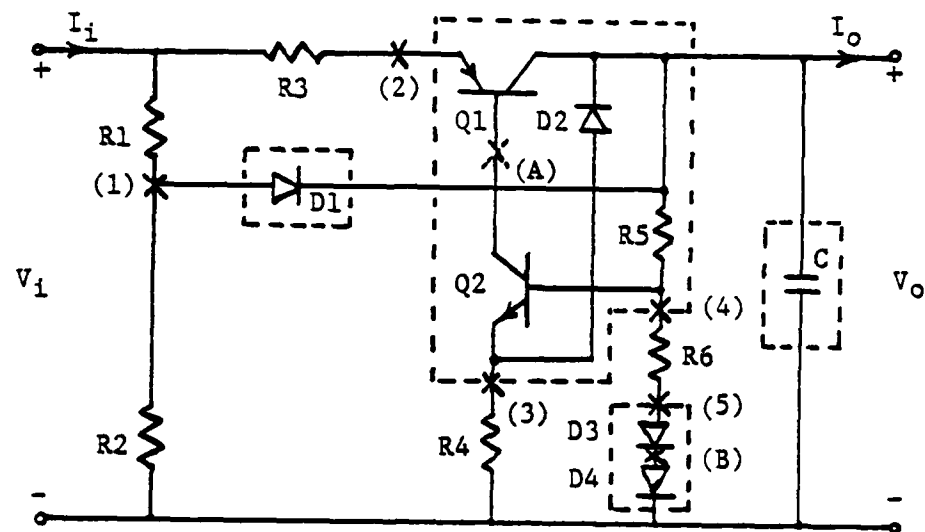 I_i
I_o
+
+
R3
(2)
Q1
D2
R1
(A)
(1)
D1
R5
C
V_i
V_o
Q2
(4)
R6
(5)
(3)
D3
R2
R4
(B)
D4
-
-